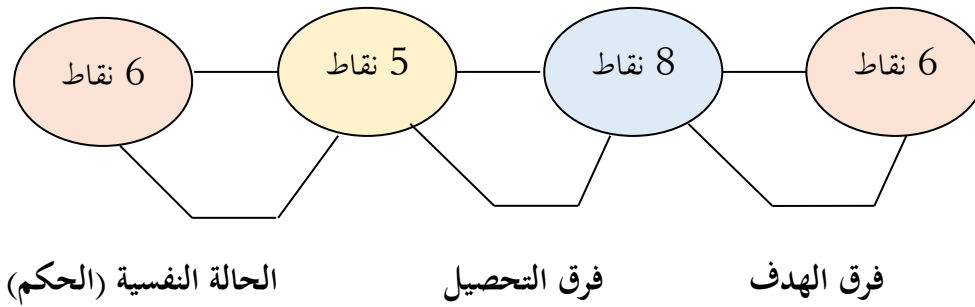 6 نقاط
8 نقاط
5 نقاط
6 نقاط
فرق الهدف
فرق التحصيل
الحالة النفسية (الحكم)